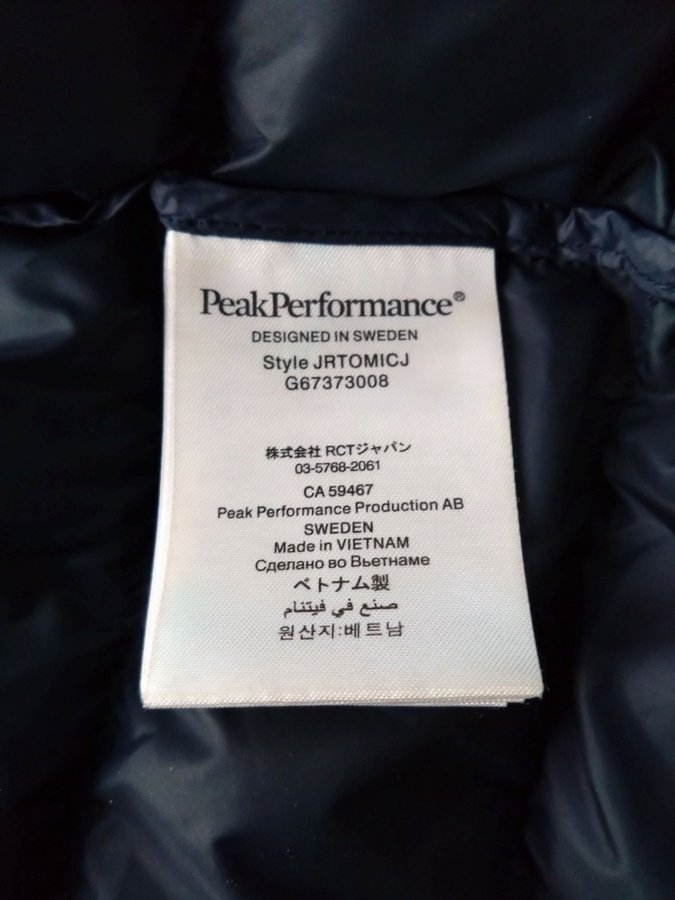 PeakPerformance®
DESIGNED IN SWEDEN
Style JRTOMICJ
G67373008
株式会社 RCTジャパン
03-5768-2061
CA 59467
Peak Performance Production AB
SWEDEN
Made in VIETNAM
Сделано во Вьетнаме
ベトナム製
صنع في فيتنام
원산지:베트남